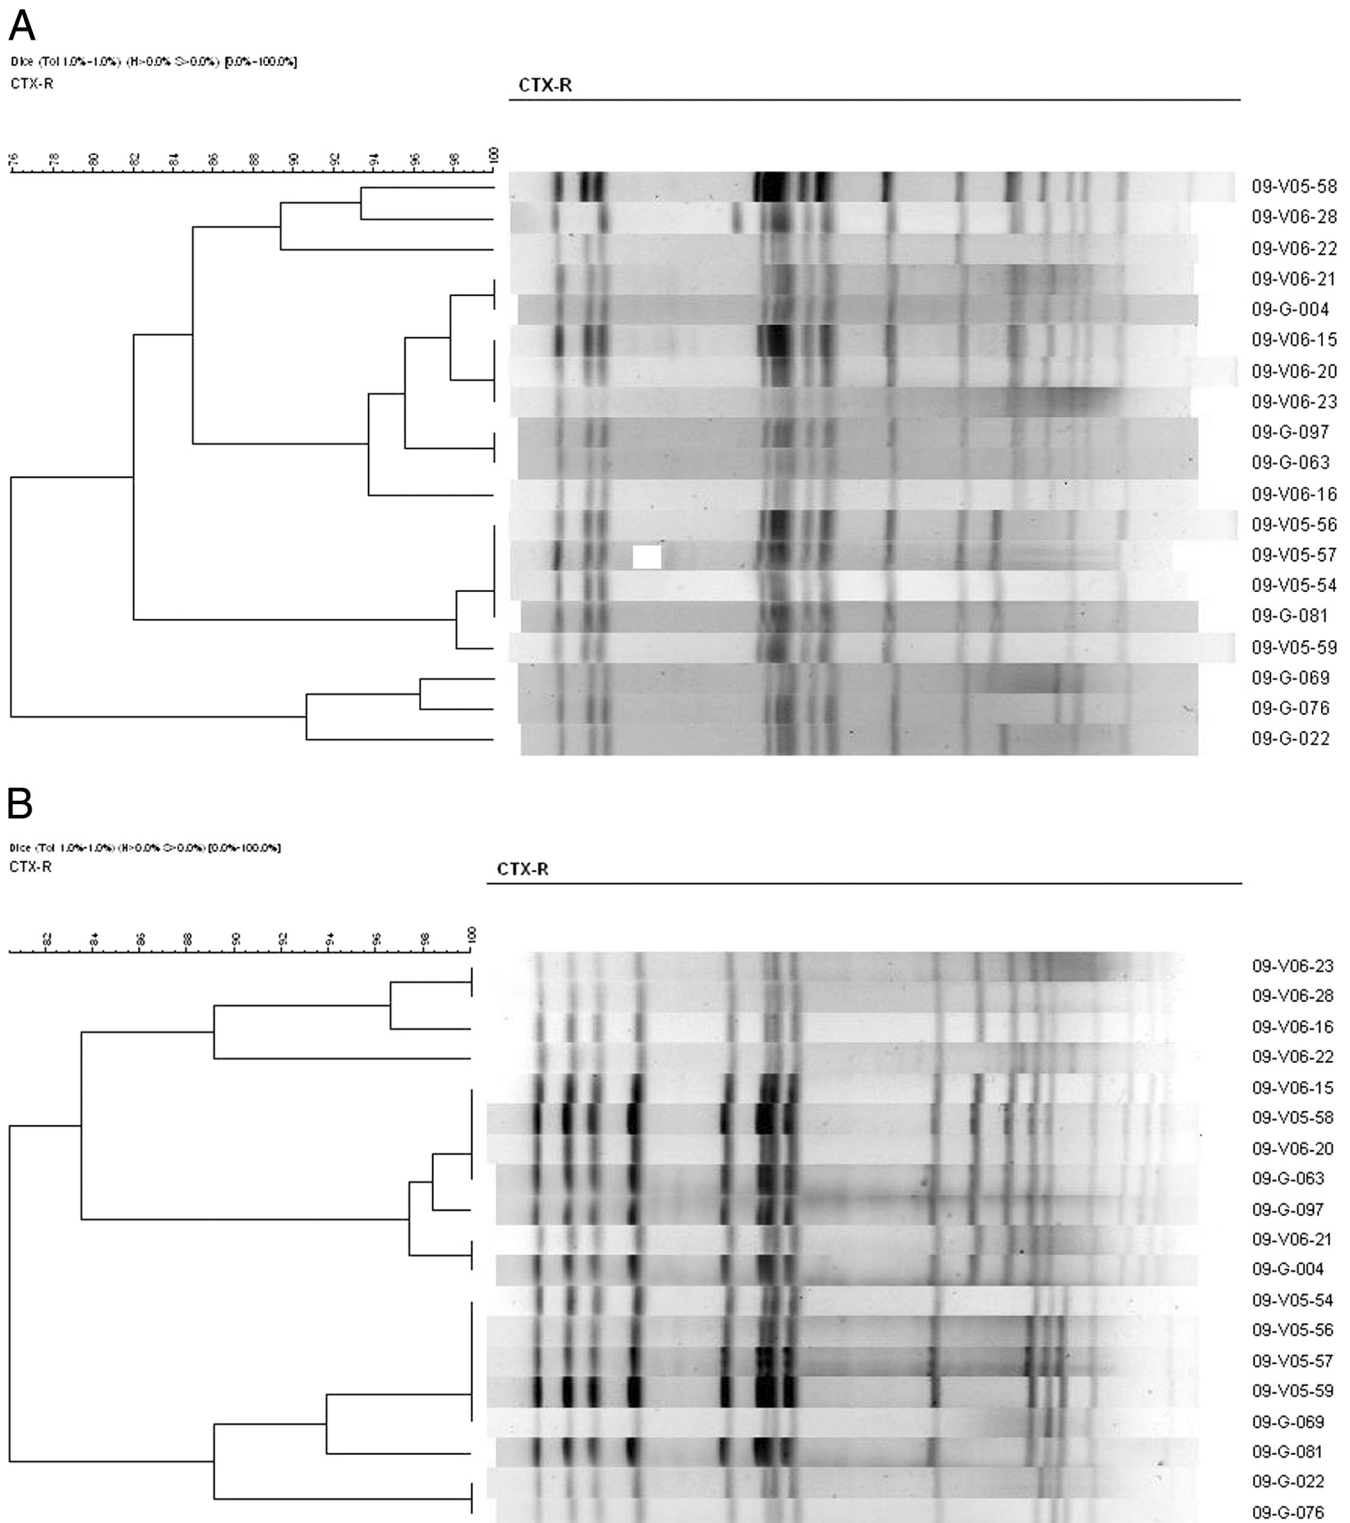 A
Dice (Tol 1.0%-1.0%) (H>0.0% S>0.0%) [0.0%-100.0%]
CTX-R
CTX-R
76 78 80 82 84 86 88 90 92 94 96 98 100
09-V05-58
09-V06-28
09-V06-22
09-V06-21
09-G-004
09-V06-15
09-V06-20
09-V06-23
09-G-097
09-G-063
09-V06-16
09-V05-56
09-V05-57
09-V05-54
09-G-081
09-V05-59
09-G-069
09-G-076
09-G-022
B
Dice (Tol 1.0%-1.0%) (H>0.0% S>0.0%) [0.0%-100.0%]
CTX-R
CTX-R
82 84 86 88 90 92 94 96 98 100
09-V06-23
09-V06-28
09-V06-16
09-V06-22
09-V06-15
09-V05-58
09-V06-20
09-G-063
09-G-097
09-V06-21
09-G-004
09-V05-54
09-V05-56
09-V05-57
09-V05-59
09-G-069
09-G-081
09-G-022
09-G-076